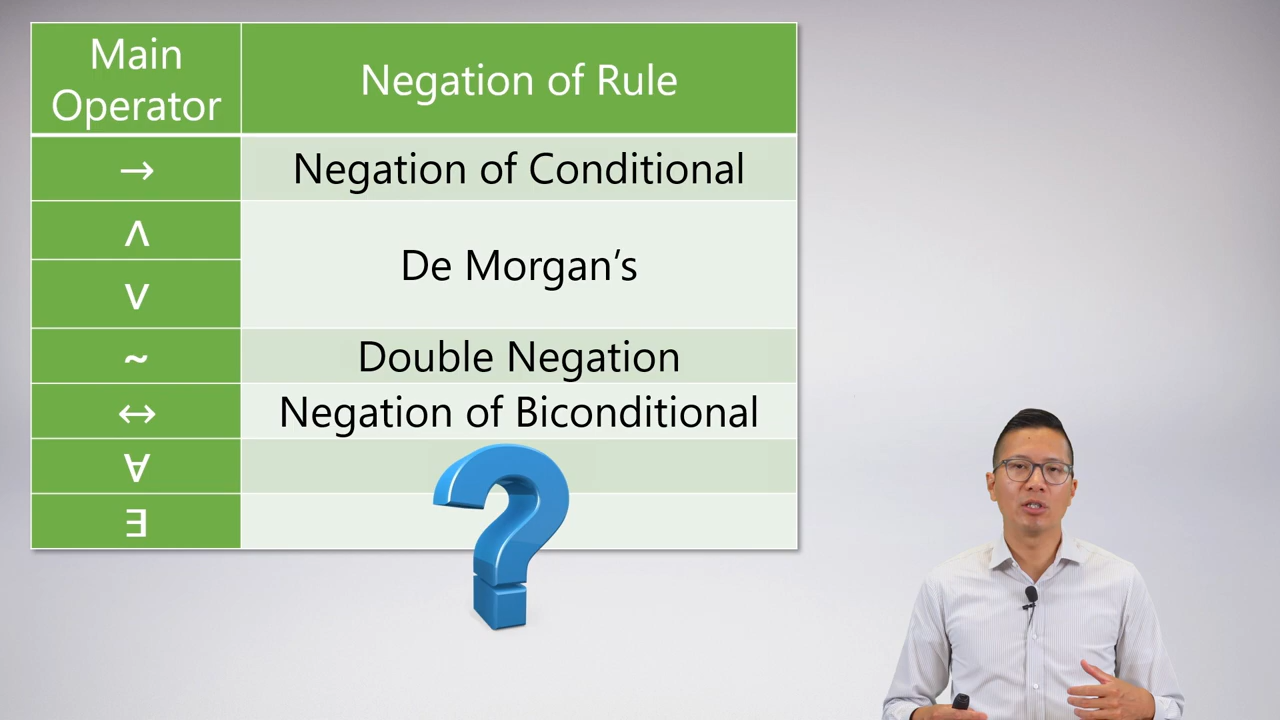 Main
Operator
Negation of Rule
→
Negation of Conditional
∧
De Morgan’s
∨
~
Double Negation
↔
Negation of Biconditional
∀
∃
?